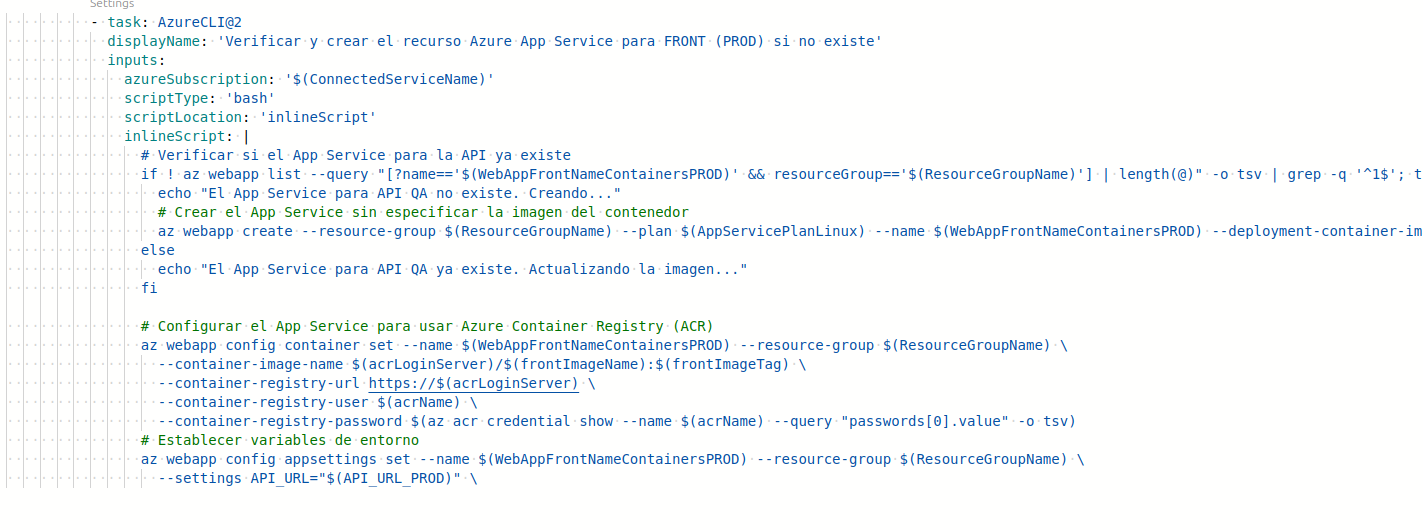 Settings
- task: AzureCLI@2
displayName: 'Verificar y crear el recurso Azure App Service para FRONT (PROD) si no existe'
inputs:
azureSubscription: '$(ConnectedServiceName)'
scriptType: 'bash'
scriptLocation: 'inlineScript'
inlineScript: |
# Verificar si el App Service para la API ya existe
if ! az webapp list --query "[?name=='$(WebAppFrontNameContainersPROD)' && resourceGroup=='$(ResourceGroupName)'] | length(@)" -o tsv | grep -q '^1$'; t
echo "El App Service para API QA no existe. Creando..."
# Crear el App Service sin especificar la imagen del contenedor
az webapp create --resource-group $(ResourceGroupName) --plan $(AppServicePlanLinux) --name $(WebAppFrontNameContainersPROD) --deployment-container-im
else
echo "El App Service para API QA ya existe. Actualizando la imagen..."
fi
# Configurar el App Service para usar Azure Container Registry (ACR)
az webapp config container set --name $(WebAppFrontNameContainersPROD) --resource-group $(ResourceGroupName) \
--container-image-name $(acrLoginServer)/$(frontImageName):$(frontImageTag) \
--container-registry-url https://$(acrLoginServer) \
--container-registry-user $(acrName) \
--container-registry-password $(az acr credential show --name $(acrName) --query "passwords[0].value" -o tsv)
# Establecer variables de entorno
az webapp config appsettings set --name $(WebAppFrontNameContainersPROD) --resource-group $(ResourceGroupName) \
--settings API_URL="$(API_URL_PROD)" \